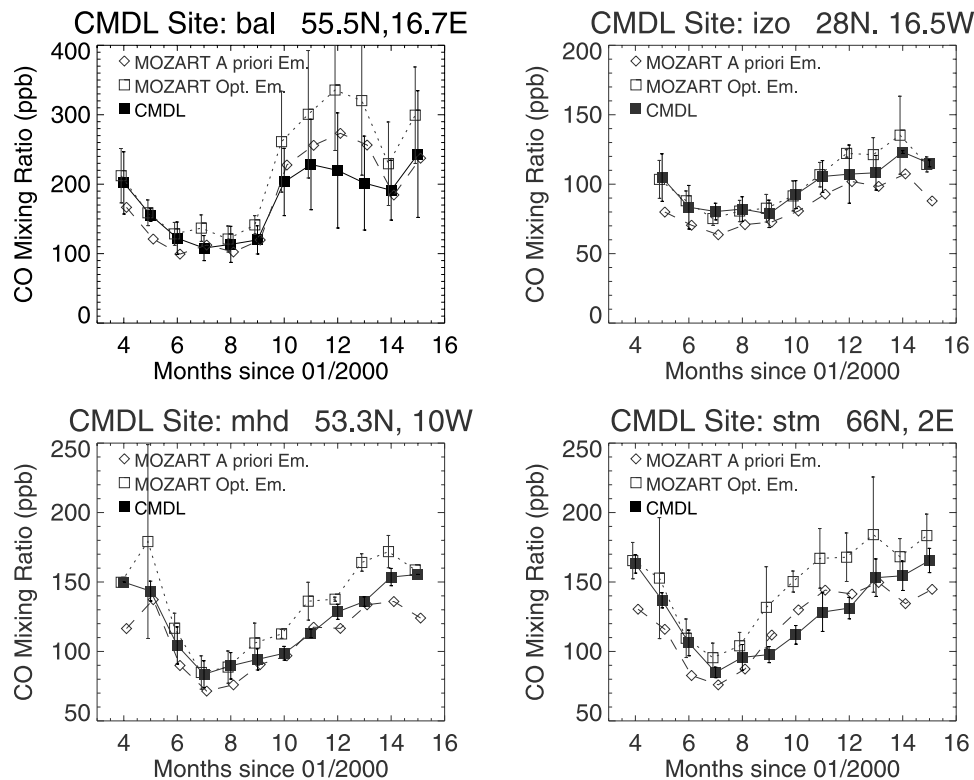 CMDL Site: bal 55.5N,16.7E
400
300
200
100
0
CO Mixing Ratio (ppb)
MOZART A priori Em.
MOZART Opt. Em.
CMDL
4 6 8 10 12 14 16
Months since 01/2000
CMDL Site: izo 28N. 16.5W
200
150
100
50
0
CO Mixing Ratio (ppb)
MOZART A priori Em.
MOZART Opt. Em.
CMDL
4 6 8 10 12 14 16
Months since 01/2000
CMDL Site: mhd 53.3N, 10W
250
200
150
100
50
CO Mixing Ratio (ppb)
MOZART A priori Em.
MOZART Opt. Em.
CMDL
4 6 8 10 12 14 16
Months since 01/2000
CMDL Site: stm 66N, 2E
250
200
150
100
50
CO Mixing Ratio (ppb)
MOZART A priori Em.
MOZART Opt. Em.
CMDL
4 6 8 10 12 14 16
Months since 01/2000